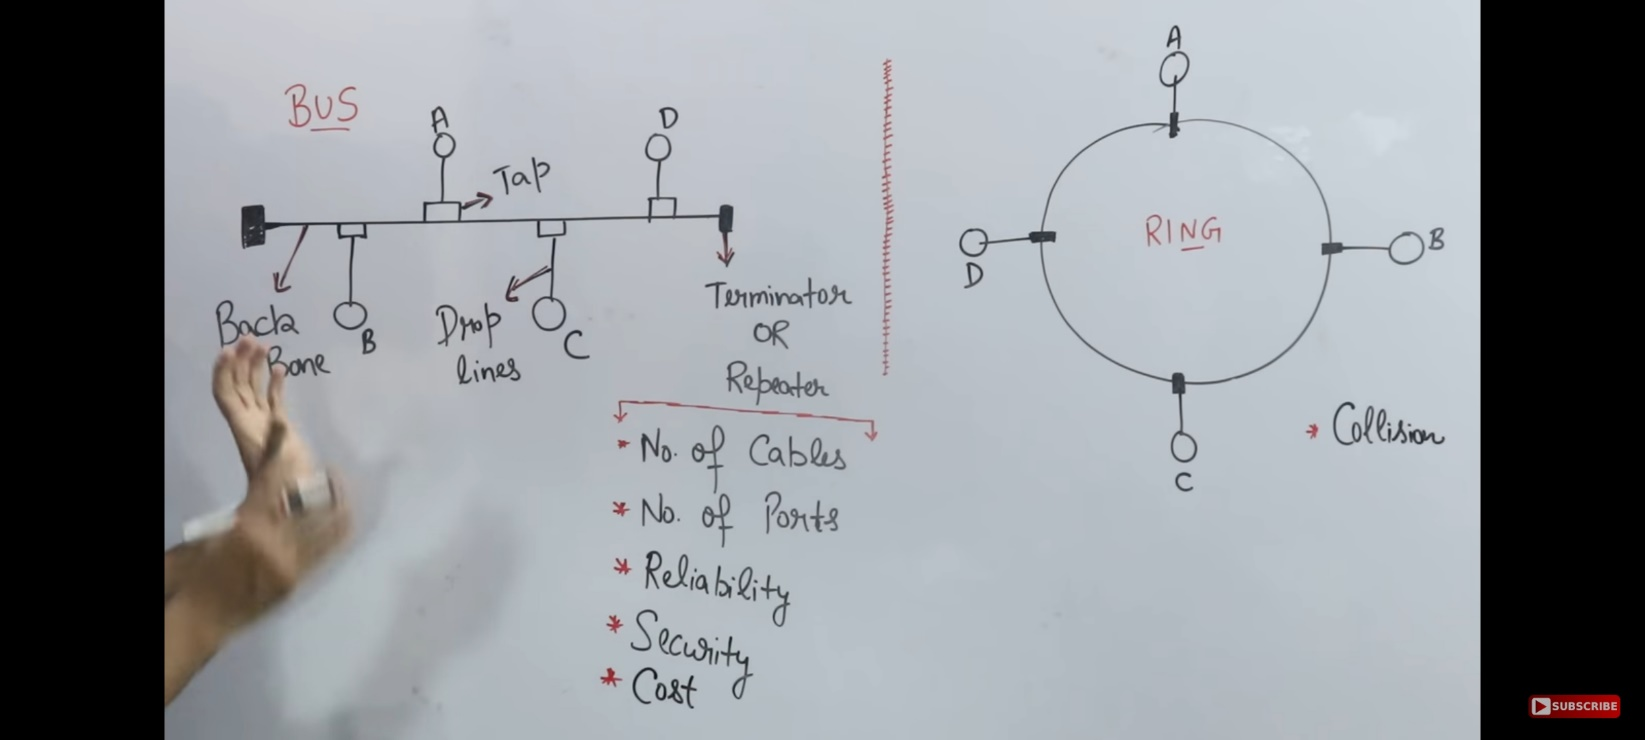 BUS
A
D
Tap
Back
Bone
B
Drop
lines
C
Terminator
OR
Repeater
* No. of Cables
* No. of Ports
* Reliability
* Security
* Cost
A
RING
B
D
C
* Collision
SUBSCRIBE